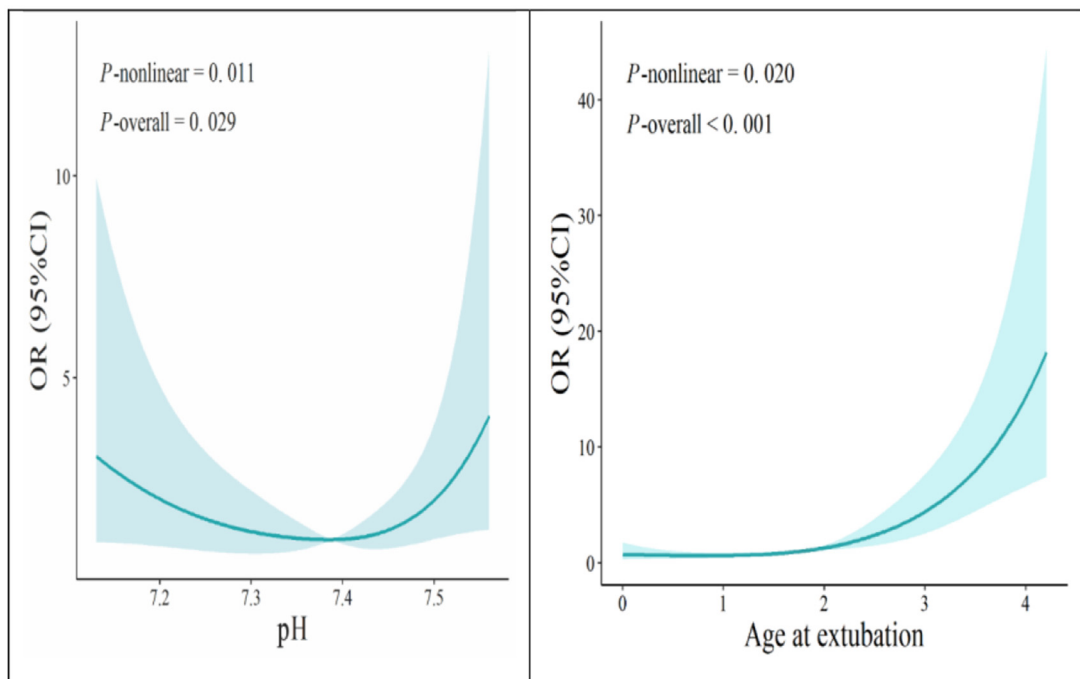 P-nonlinear = 0. 011
P-overall = 0. 029
OR (95%CI)
10
5
7.2
7.3
7.4
7.5
pH
P-nonlinear = 0. 020
P-overall < 0. 001
OR (95%CI)
40
30
20
10
0
0
1
2
3
4
Age at extubation